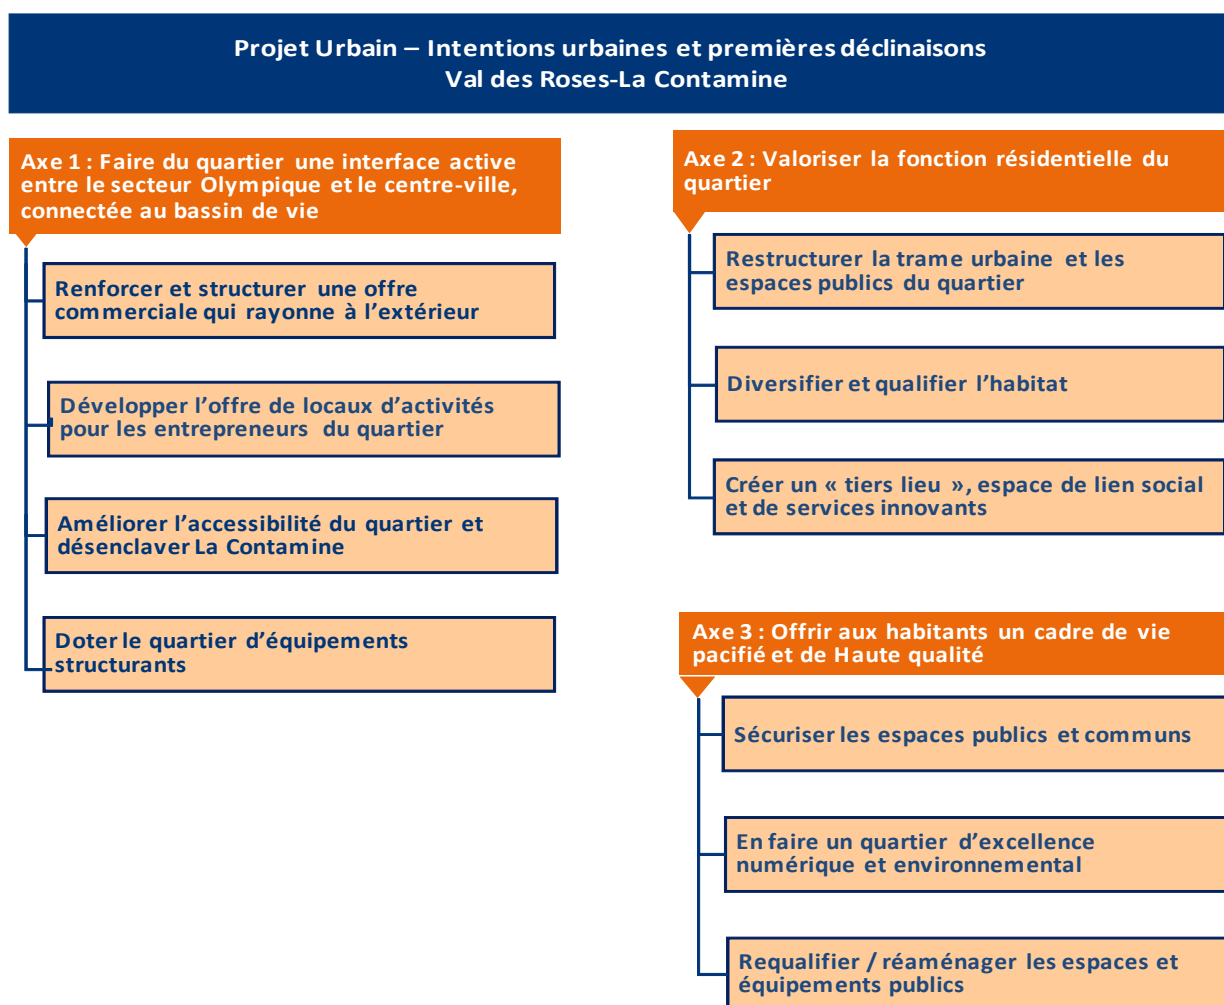 Projet Urbain – Intentions urbaines et premières déclinaisons
Val des Roses-La Contamine
Axe 1 : Faire du quartier une interface active
entre le secteur Olympique et le centre-ville,
connectée au bassin de vie
Renforcer et structurer une offre
commerciale qui rayonne à l’extérieur
Développer l’offre de locaux d’activités
pour les entrepreneurs du quartier
Améliorer l’accessibilité du quartier et
désenclaver La Contamine
Doter le quartier d’équipements
structurants
Axe 2 : Valoriser la fonction résidentielle du
quartier
Restructurer la trame urbaine et les
espaces publics du quartier
Diversifier et qualifier l’habitat
Créer un « tiers lieu », espace de lien social
et de services innovants
Axe 3 : Offrir aux habitants un cadre de vie
pacifié et de Haute qualité
Sécuriser les espaces publics et communs
En faire un quartier d’excellence
numérique et environnemental
Requalifier / réaménager les espaces et
équipements publics